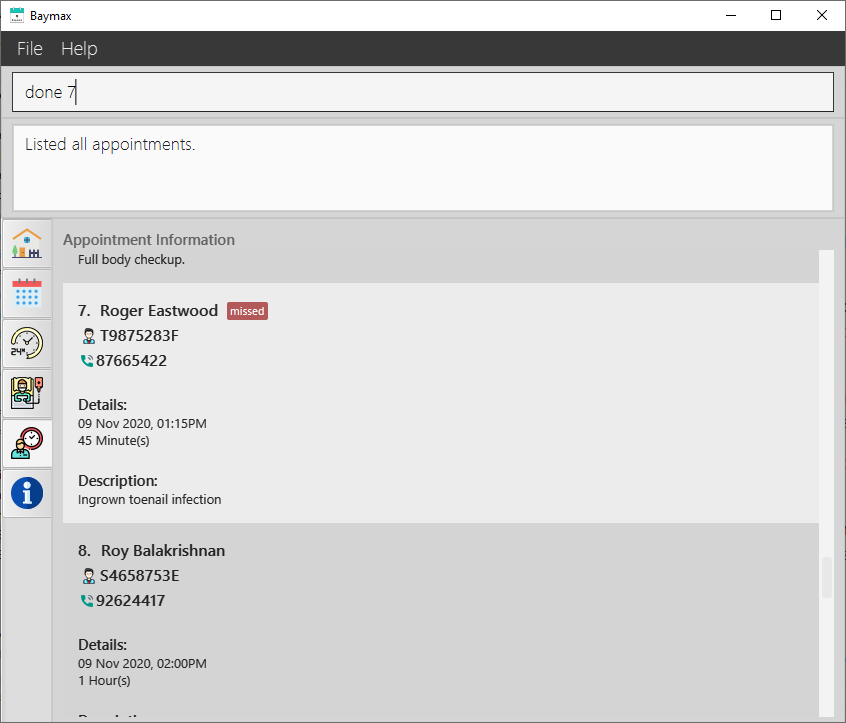 Baymax
File Help
done 7
Listed all appointments.
Appointment Information
Full body checkup.
7. Roger Eastwood missed
T9875283F
87665422
Details:
09 Nov 2020, 01:15PM
45 Minute(s)
Description:
Ingrown toenail infection
8. Roy Balakrishnan
S4658753E
92624417
Details:
09 Nov 2020, 02:00PM
1 Hour(s)